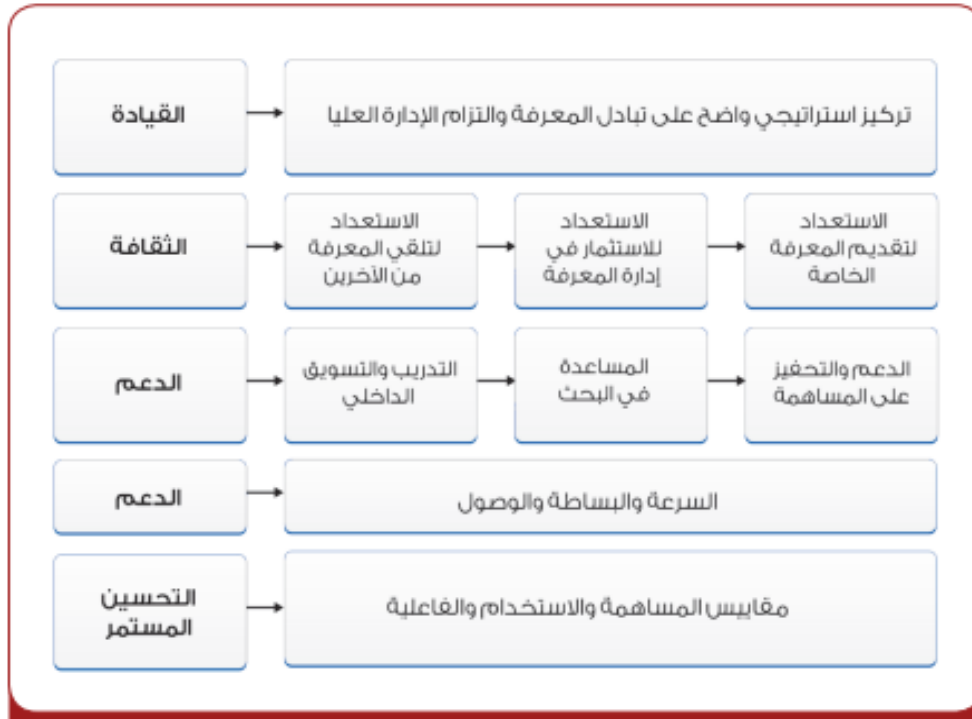 القيادة
تركيز استراتيجي واضح على تبادل المعرفة والتزام الإدارة العليا
الثقافة
الاستعداد
لتلقي المعرفة
من الآخرين
الاستعداد
للاستثمار في
إدارة المعرفة
الاستعداد
لتقديم المعرفة
الخاصة
الدعم
التدريب والتسويق
الداخلي
المساعدة
في البحث
الدعم والتحفيز
على المساهمة
الدعم
السرعة والبساطة والوصول
التحسين
المستمر
مقاييس المساهمة والاستخدام والفاعلية